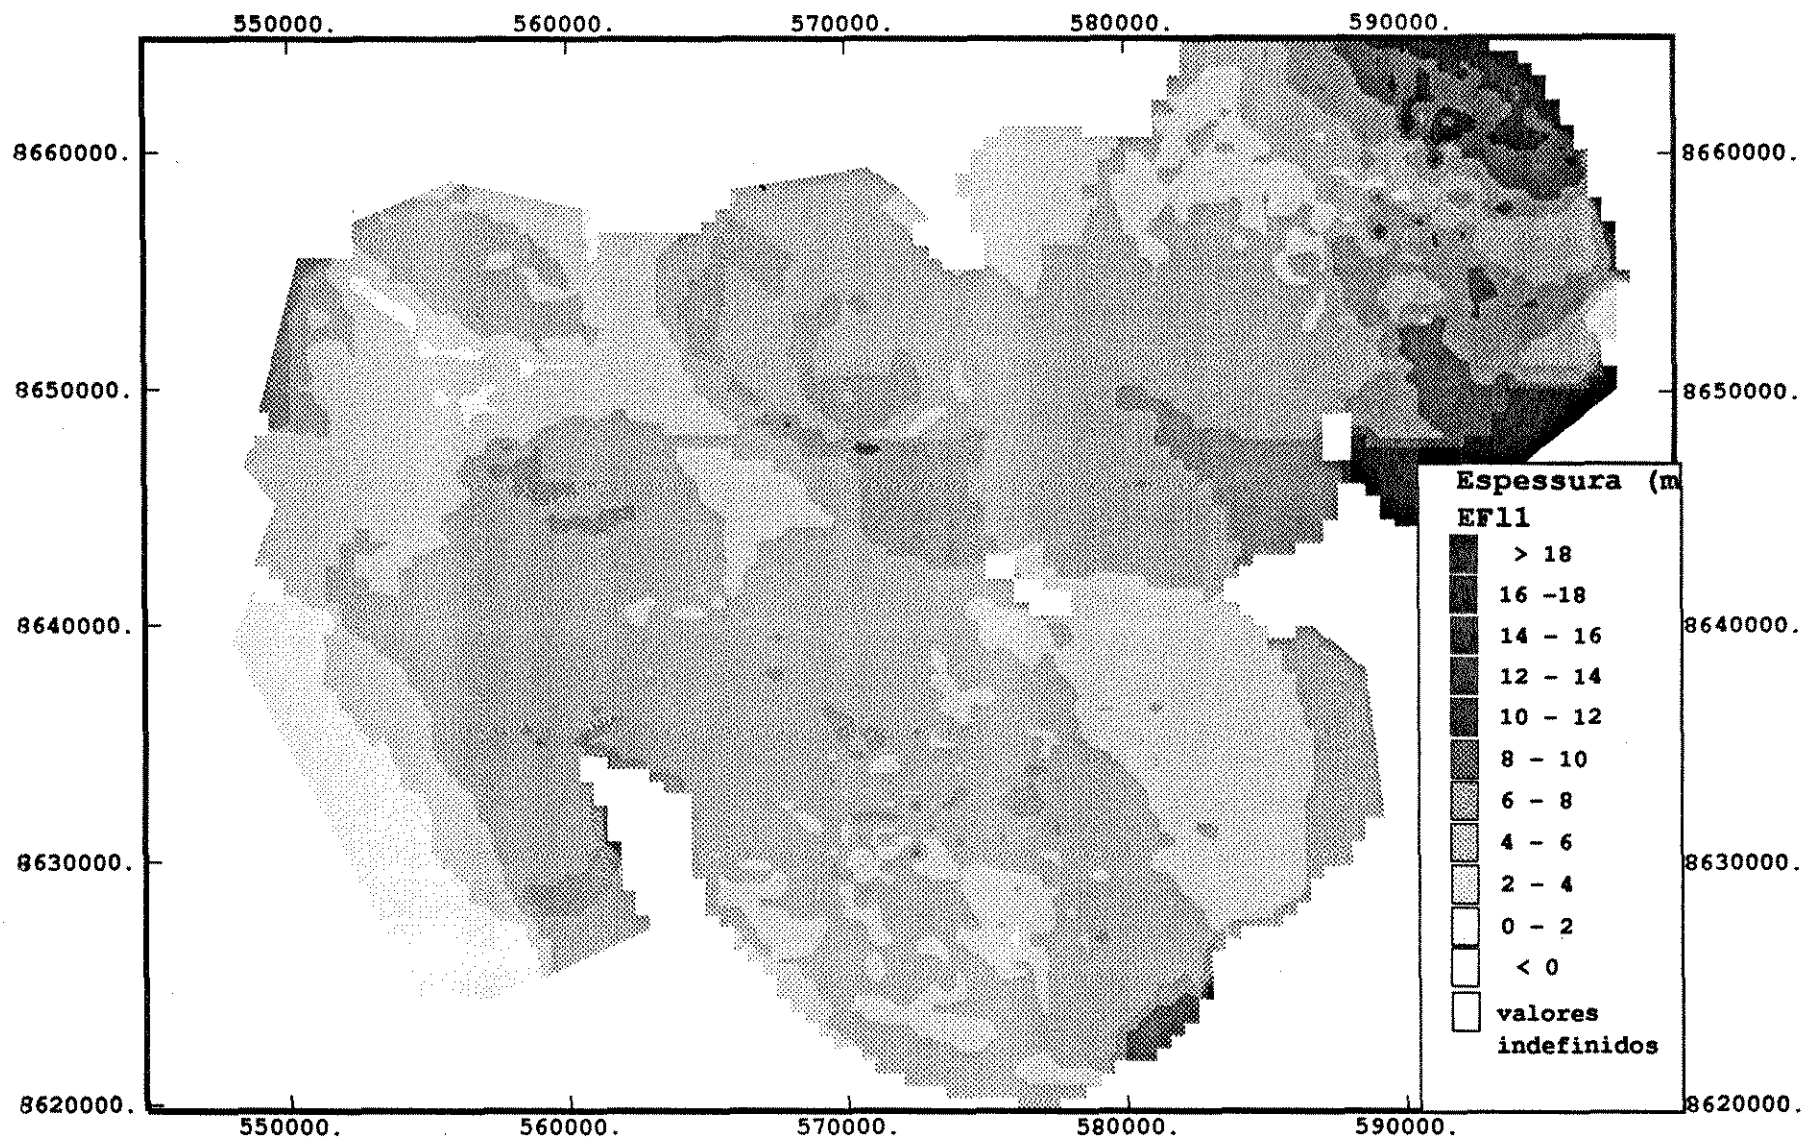 550000. 560000. 570000. 580000. 590000.
8660000. 8660000.
8650000. 8650000.
8640000. 8640000.
8630000. 8630000.
8620000. 8620000.
550000. 560000. 570000. 580000. 590000.
Espessura (m
EF11
> 18
16 -18
14 - 16
12 - 14
10 - 12
8 - 10
6 - 8
4 - 6
2 - 4
0 - 2
< 0
valores
indefinidos